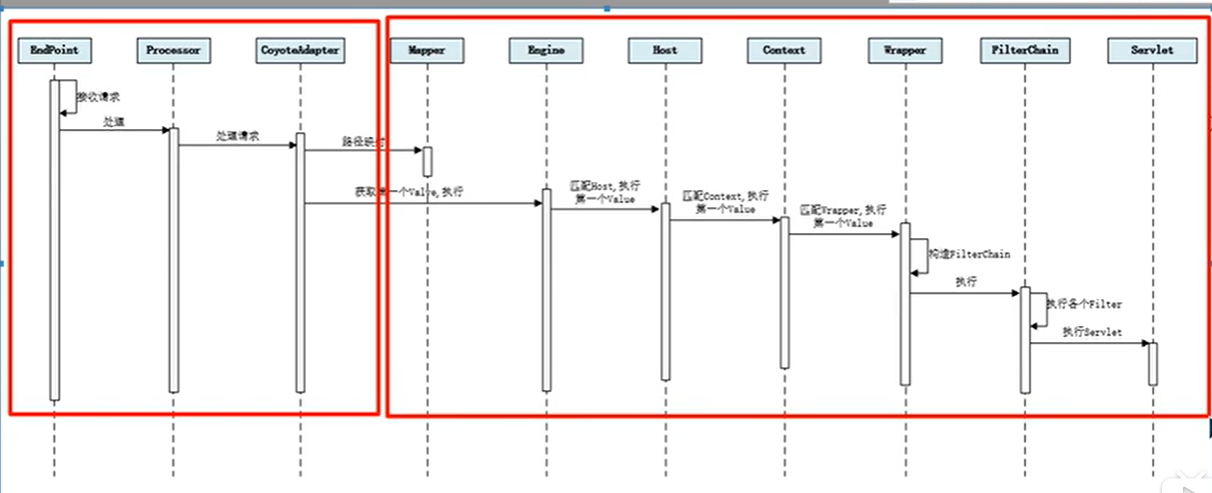 EndPoint
Processor
CoyoteAdapter
Mapper
Engine
Host
Context
Wrapper
FilterChain
Servlet
接收请求
处理
处理请求
路径映射
获取第一个Valve,执行
匹配Host,执行
第一个Value
匹配Context,执行
第一个Value
匹配Wrapper,执行
第一个Value
构造FilterChain
执行
执行各个Filter
执行Servlet